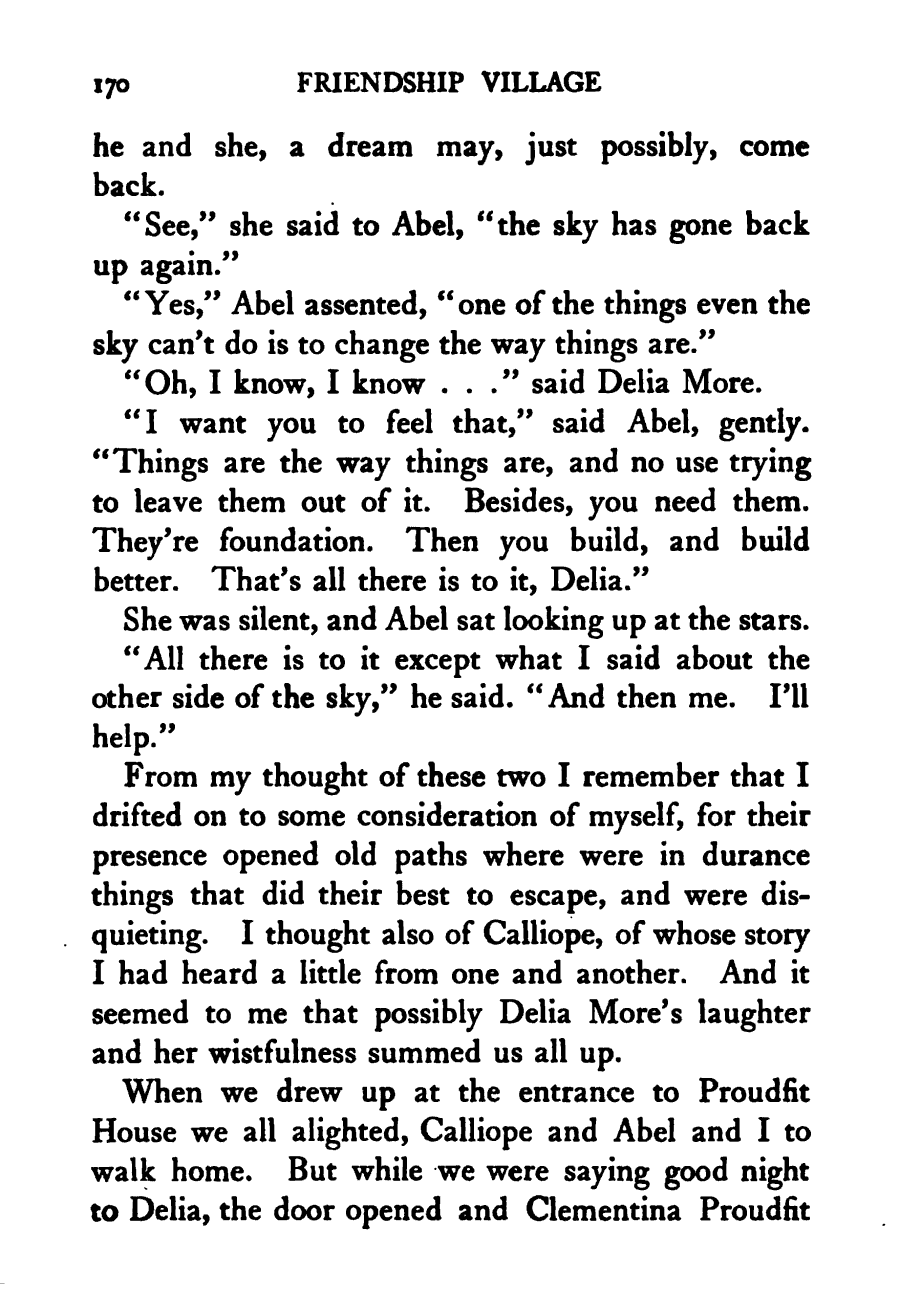 170 FRIENDSHIP VILLAGE
he and she, a dream may, just possibly, come
back.
"See," she said to Abel, "the sky has gone back
up again."
"Yes," Abel assented, "one of the things even the
sky can't do is to change the way things are."
"Oh, I know, I know . . ." said Delia More.
"I want you to feel that," said Abel, gently.
"Things are the way things are, and no use trying
to leave them out of it. Besides, you need them.
They're foundation. Then you build, and build
better. That's all there is to it, Delia."
She was silent, and Abel sat looking up at the stars.
"All there is to it except what I said about the
other side of the sky," he said. "And then me. I'll
help."
From my thought of these two I remember that I
drifted on to some consideration of myself, for their
presence opened old paths where were in durance
things that did their best to escape, and were dis-
quieting. I thought also of Calliope, of whose story
I had heard a little from one and another. And it
seemed to me that possibly Delia More's laughter
and her wistfulness summed us all up.
When we drew up at the entrance to Proudfit
House we all alighted, Calliope and Abel and I to
walk home. But while we were saying good night
to Delia, the door opened and Clementina Proudfit